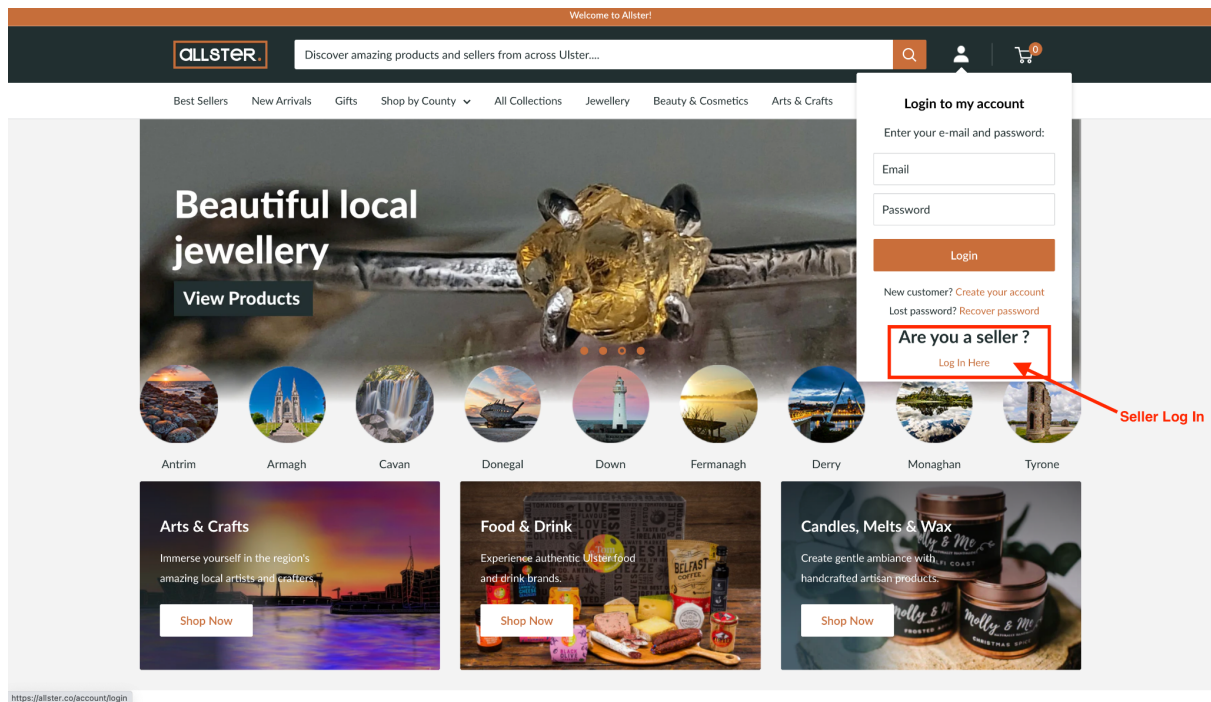 Welcome to Allster!
ALLSTER.
Discover amazing products and sellers from across Ulster....
0
Best Sellers New Arrivals Gifts Shop by County All Collections Jewellery Beauty & Cosmetics Arts & Crafts
Login to my account
Enter your e-mail and password:
Email
Password
Login
New customer? Create your account
Lost password? Recover password
Are you a seller ?
Log In Here
Seller Log In
Beautiful local
jewellery
View Products
Antrim Armagh Cavan Donegal Down Fermanagh Derry Monaghan Tyrone
Arts & Crafts
Immerse yourself in the region's
amazing local artists and crafters.
Shop Now
Food & Drink
Experience authentic Ulster food
and drink brands.
Shop Now
BELFAST
COFFEE
Candles, Melts & Wax
Create gentle ambiance with
handcrafted artisan products.
Shop Now
Molly & Me
CHRISTMAS SPICE
https://allster.co/account/login